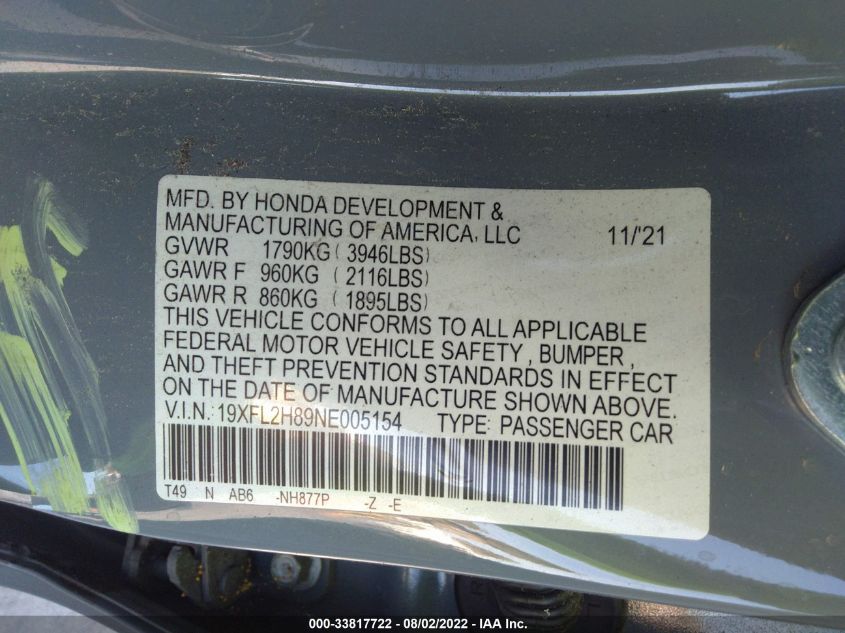 MFD. BY HONDA DEVELOPMENT &
MANUFACTURING OF AMERICA, LLC 11/'21
GVWR 1790KG (3946LBS)
GAWR F 960KG (2116LBS)
GAWR R 860KG (1895LBS)
THIS VEHICLE CONFORMS TO ALL APPLICABLE
FEDERAL MOTOR VEHICLE SAFETY, BUMPER,
AND THEFT PREVENTION STANDARDS IN EFFECT
ON THE DATE OF MANUFACTURE SHOWN ABOVE.
V.I.N. 19XFL2H89NE005154 TYPE: PASSENGER CAR
T49 N AB6 -NH877P -Z -E
000-33817722 - 08/02/2022 - IAA Inc.